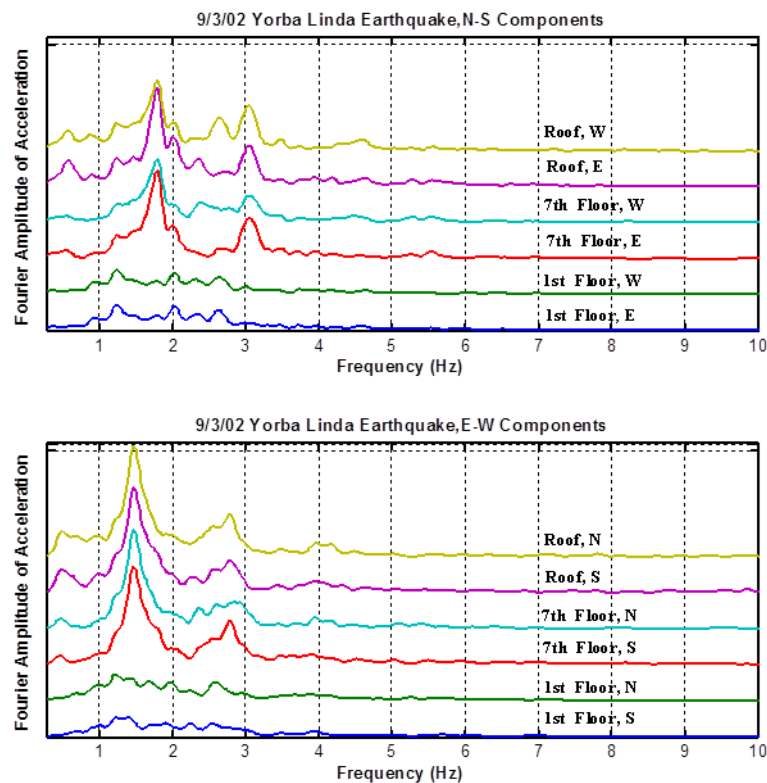 9/3/02 Yorba Linda Earthquake,N-S Components
Fourier Amplitude of Acceleration
Roof, W
Roof, E
7th Floor, W
7th Floor, E
1st Floor, W
1st Floor, E
1 2 3 4 5 6 7 8 9 10
Frequency (Hz)
9/3/02 Yorba Linda Earthquake,E-W Components
Fourier Amplitude of Acceleration
Roof, N
Roof, S
7th Floor, N
7th Floor, S
1st Floor, N
1st Floor, S
1 2 3 4 5 6 7 8 9 10
Frequency (Hz)